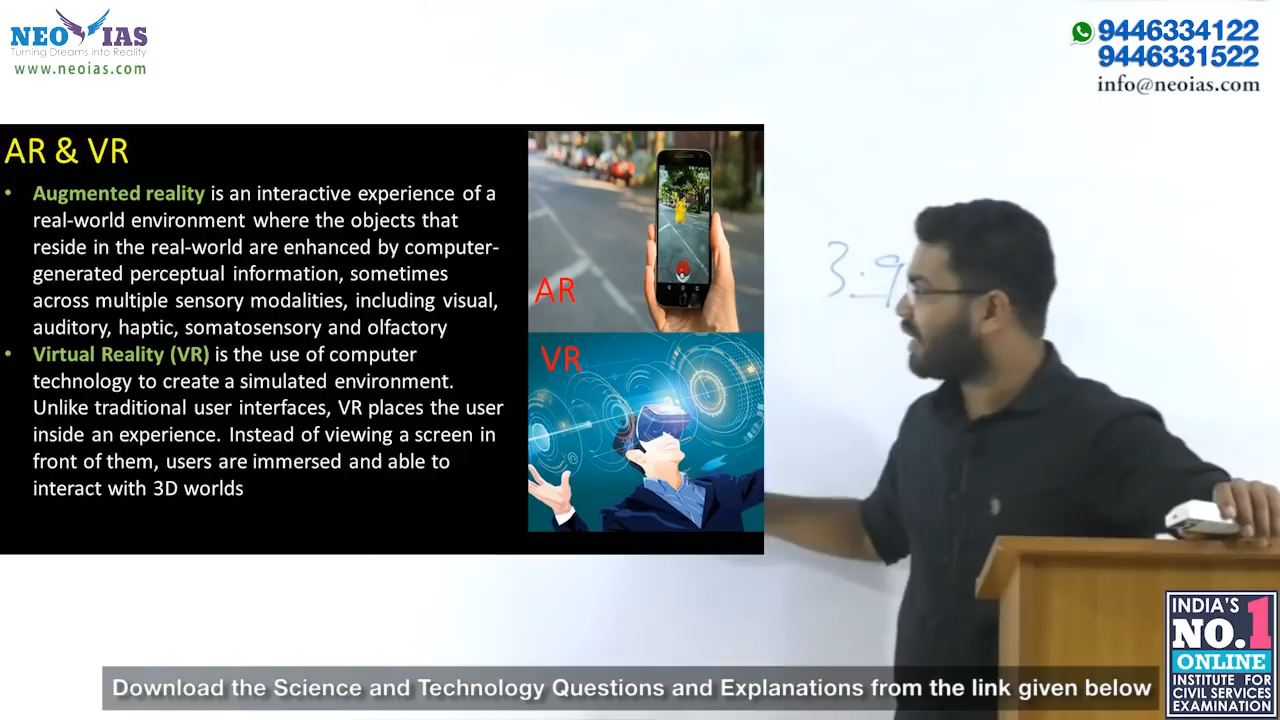 NEO IAS
Turning Dreams into Reality
www.neoias.com
9446334122
9446331522
info@neoias.com
AR & VR
• Augmented reality is an interactive experience of a
real-world environment where the objects that
reside in the real-world are enhanced by computer-
generated perceptual information, sometimes
across multiple sensory modalities, including visual,
auditory, haptic, somatosensory and olfactory
• Virtual Reality (VR) is the use of computer
technology to create a simulated environment.
Unlike traditional user interfaces, VR places the user
inside an experience. Instead of viewing a screen in
front of them, users are immersed and able to
interact with 3D worlds
AR
VR
3.9
INDIA'S
NO.1
ONLINE
INSTITUTE FOR
CIVIL SERVICES
EXAMINATION
Download the Science and Technology Questions and Explanations from the link given below